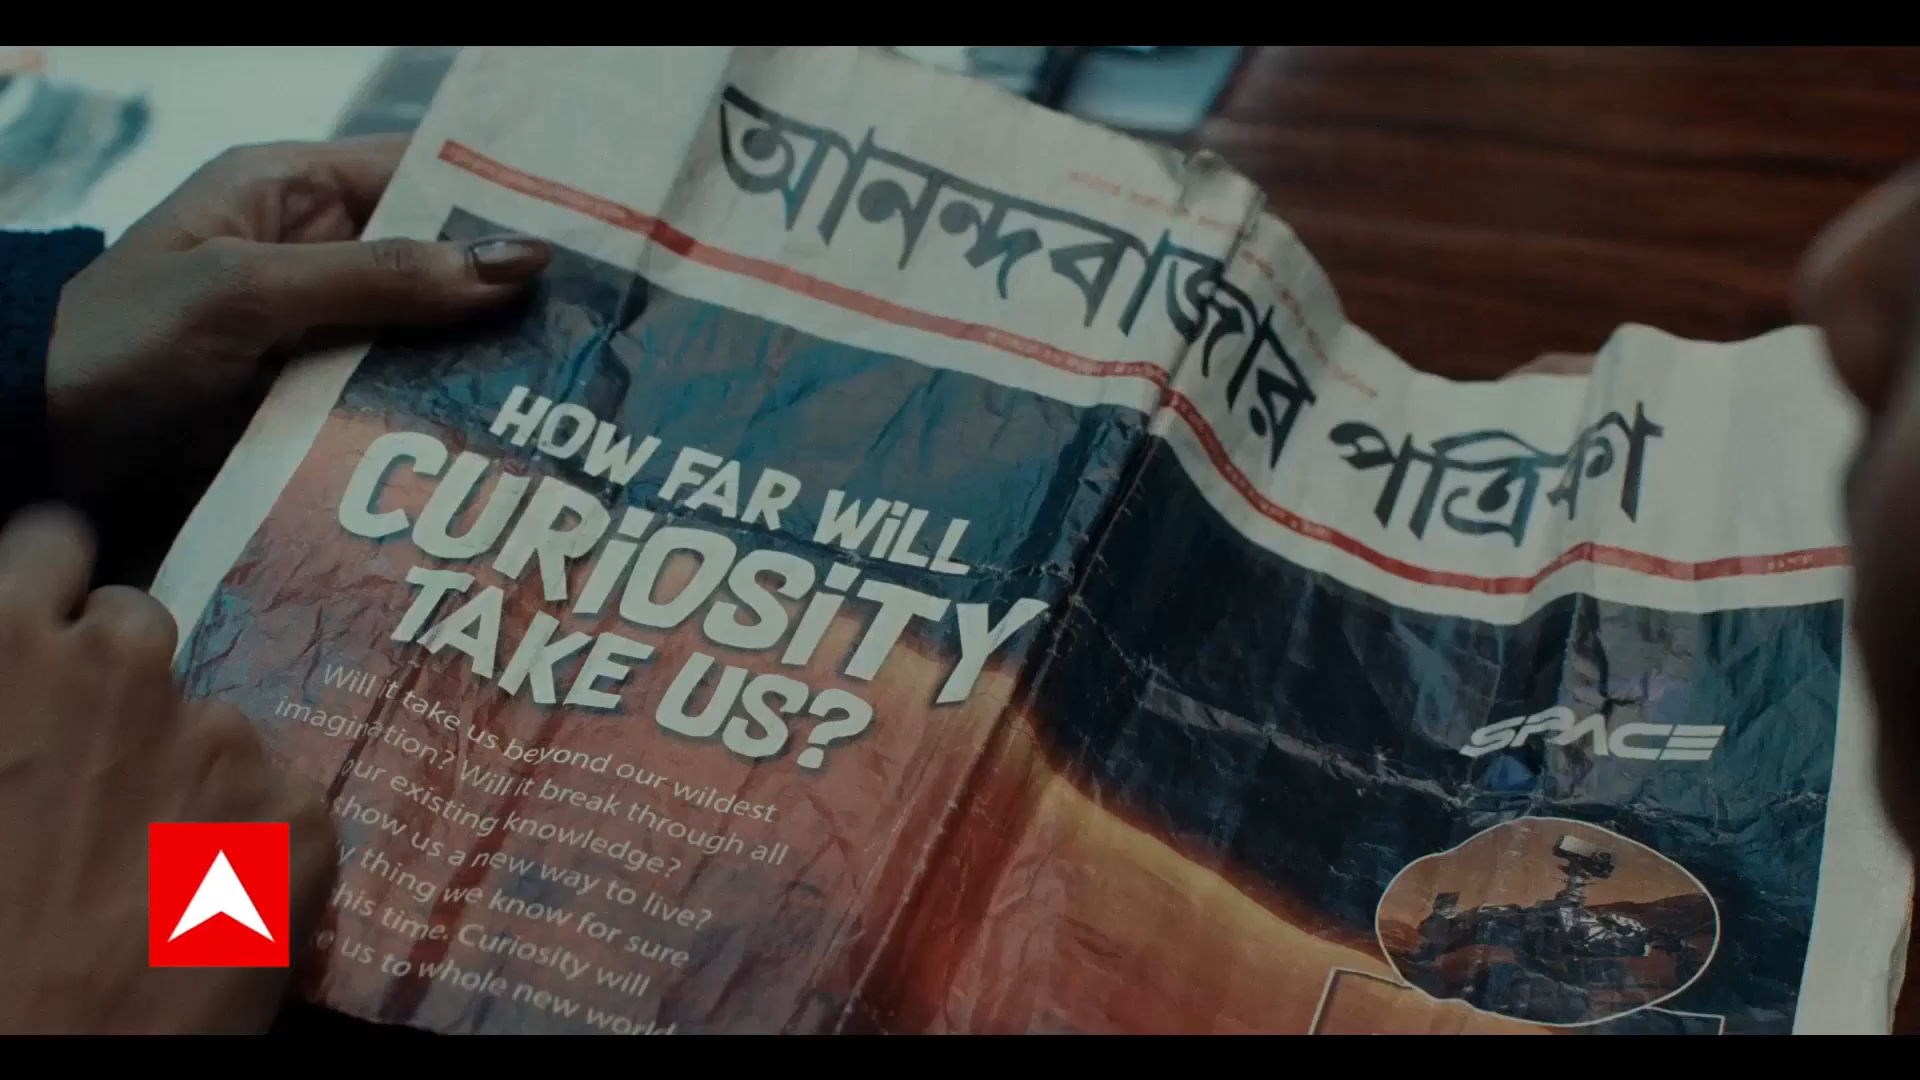 আনন্দবাজার পত্রিকা
HOW FAR WiLL
CURiOSiTY
TAKE US?
Will it take us beyond our wildest
imagination? Will it break through all
our existing knowledge?
show us a new way to live?
thing we know for sure
this time. Curiosity will
us to whole new world
SPACE